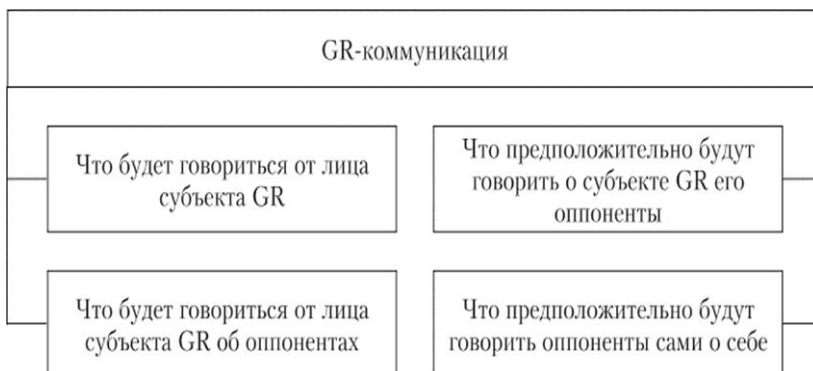 GR-коммуникация
Что будет говориться от лица
субъекта GR
Что предположительно будут
говорить о субъекте GR его
оппоненты
Что будет говориться от лица
субъекта GR об оппонентах
Что предположительно будут
говорить оппоненты сами о себе